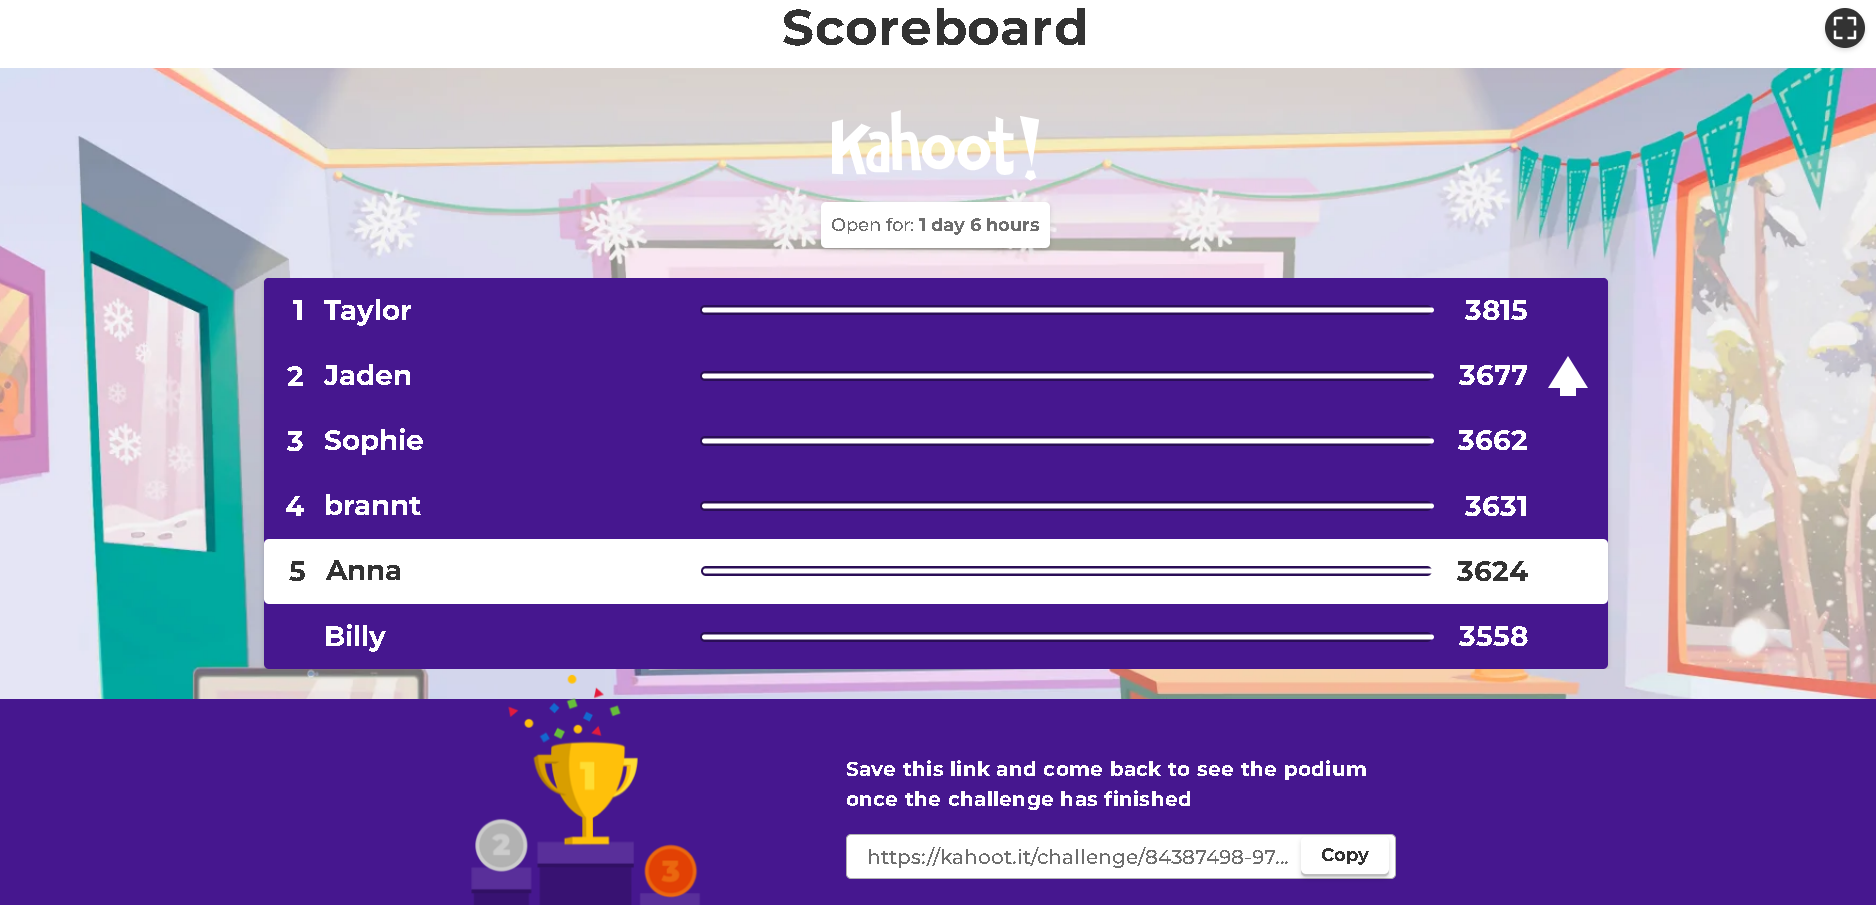 Scoreboard
Kahoot!
Open for: 1 day 6 hours
1 Taylor 3815
2 Jaden 3677
3 Sophie 3662
4 brannt 3631
5 Anna 3624
Billy 3558
1
2
3
Save this link and come back to see the podium
once the challenge has finished
https://kahoot.it/challenge/84387498-97... Copy